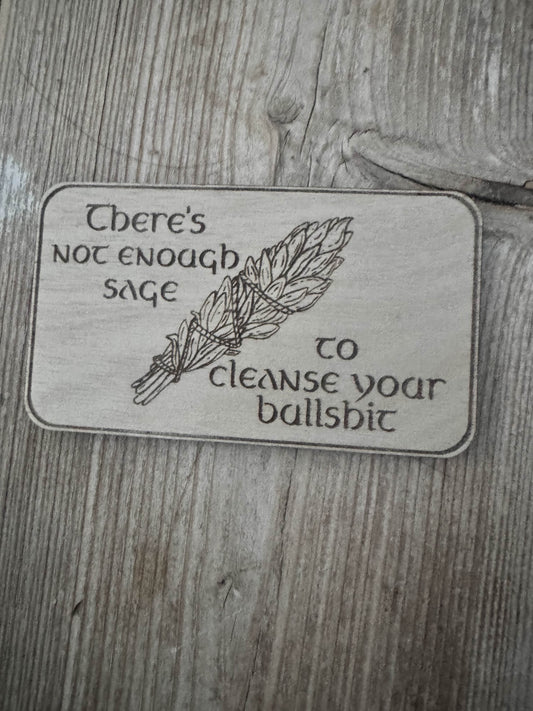 There's
not enough
sage
to
cleanse your
bullshit